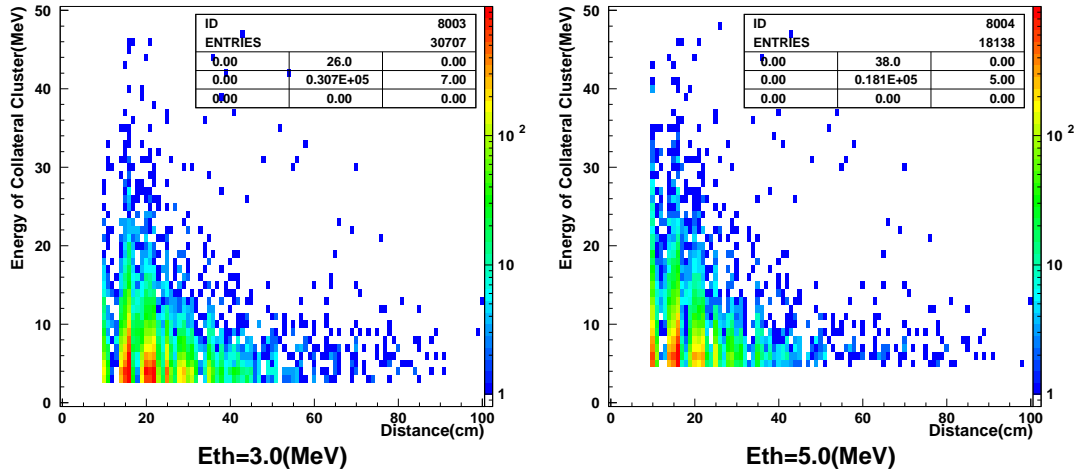 ID 8003
ENTRIES 30707
0.00 26.0 0.00
0.00 0.307E+05 7.00
0.00 0.00 0.00
Energy of Collateral Cluster(MeV)
50
40
30
20
10
0
0 20 40 60 80 100
Distance(cm)
10 2
10
1
Eth=3.0(MeV)
ID 8004
ENTRIES 18138
0.00 38.0 0.00
0.00 0.181E+05 5.00
0.00 0.00 0.00
Energy of Collateral Cluster(MeV)
50
40
30
20
10
0
0 20 40 60 80 100
Distance(cm)
10 2
10
1
Eth=5.0(MeV)